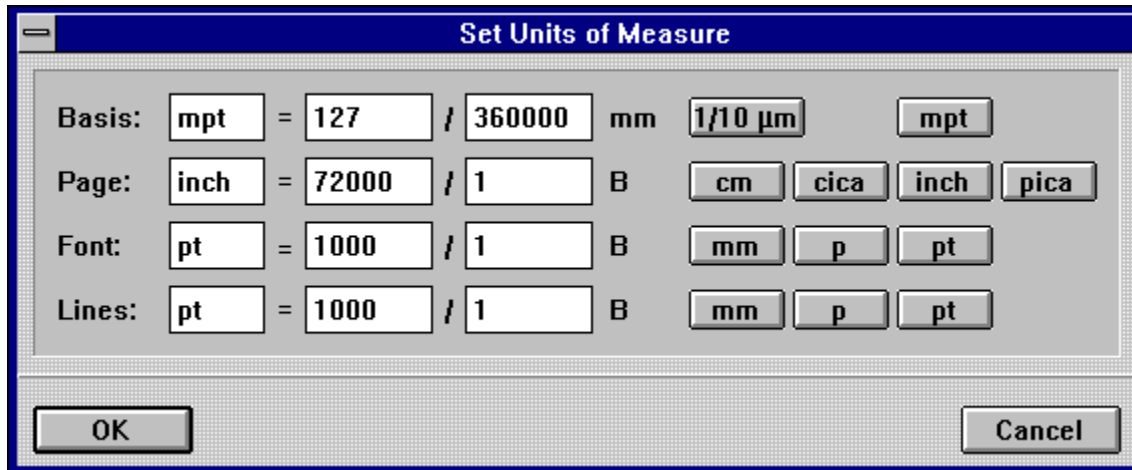 Set Units of Measure
Basis: mpt = 127 / 360000 mm 1/10 µm mpt
Page: inch = 72000 / 1 B cm cica inch pica
Font: pt = 1000 / 1 B mm p pt
Lines: pt = 1000 / 1 B mm p pt
OK Cancel